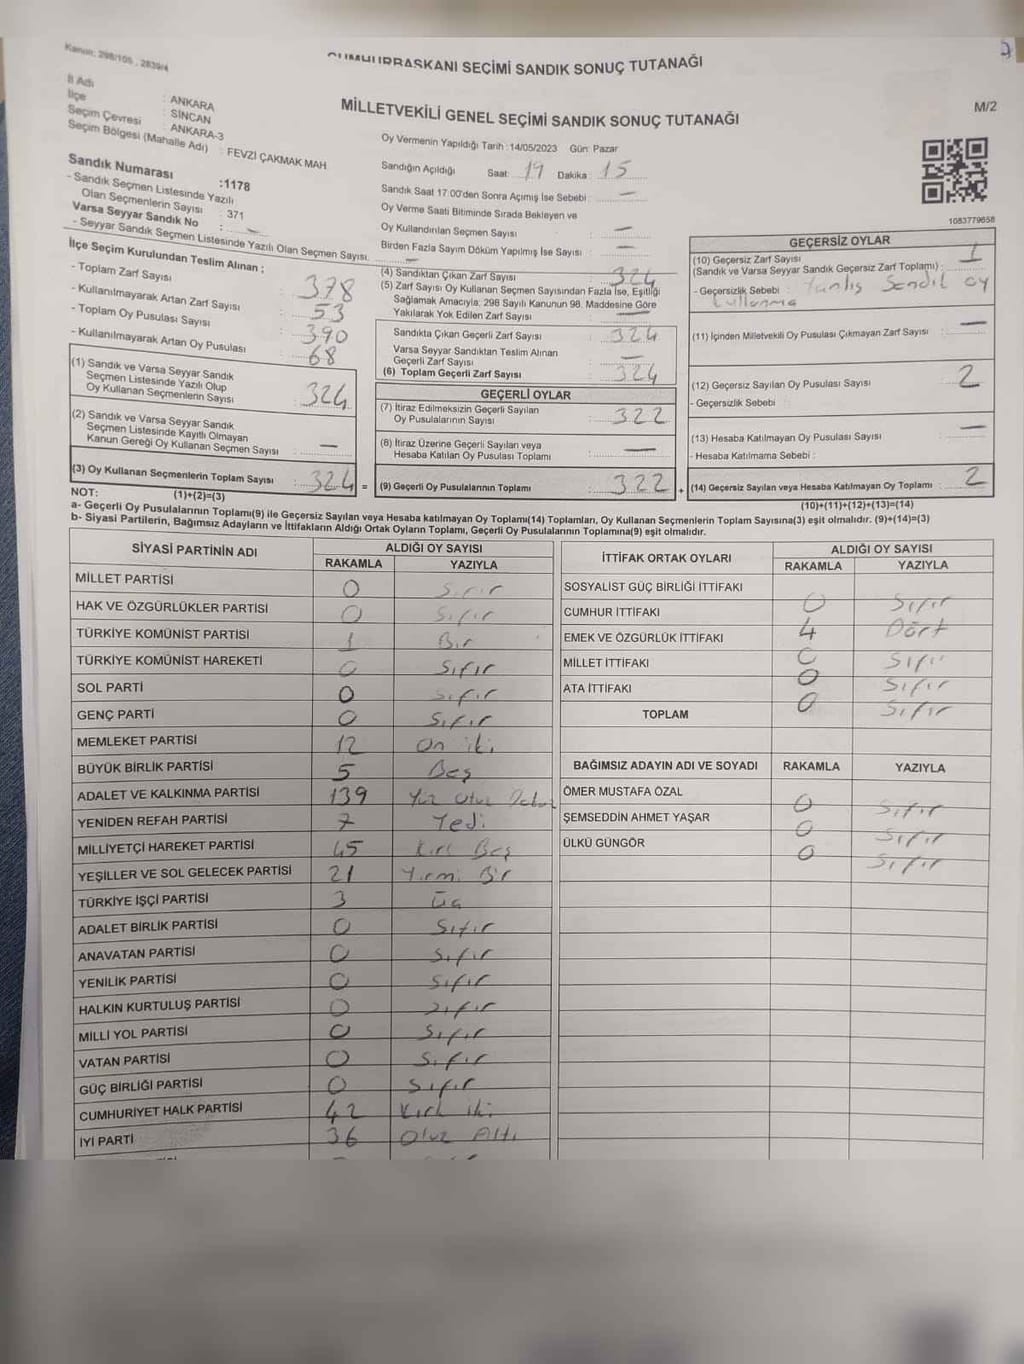 Kanun: 298/105, 2839/4
CUMHURBAŞKANI SEÇİMİ SANDIK SONUÇ TUTANAĞI
MİLLETVEKİLİ GENEL SEÇİMİ SANDIK SONUÇ TUTANAĞI
M/2
İl Adı : ANKARA
İlçe : SİNCAN
Seçim Çevresi : ANKARA-3
Seçim Bölgesi (Mahalle Adı) : FEVZİ ÇAKMAK MAH
Sandık Numarası :1178
- Sandık Seçmen Listesinde Yazılı
Olan Seçmenlerin Sayısı : 371
Varsa Seyyar Sandık No : —
- Seyyar Sandık Seçmen Listesinde Yazılı Olan Seçmen Sayısı. —
İlçe Seçim Kurulundan Teslim Alınan ;
- Toplam Zarf Sayısı : 378
- Kullanılmayarak Artan Zarf Sayısı : 53
- Toplam Oy Pusulası Sayısı : 390
- Kullanılmayarak Artan Oy Pusulası : 68
(1) Sandık ve Varsa Seyyar Sandık
Seçmen Listesinde Yazılı Olup
Oy Kullanan Seçmenlerin Sayısı : 324
(2) Sandık ve Varsa Seyyar Sandık
Seçmen Listesinde Kayıtlı Olmayan
Kanun Gereği Oy Kullanan Seçmen Sayısı : —
(3) Oy Kullanan Seçmenlerin Toplam Sayısı : 324 =
(1)+(2)=(3)
Oy Vermenin Yapıldığı Tarih :14/05/2023 Gün: Pazar
Sandığın Açıldığı Saat: 19 Dakika : 15
Sandık Saat 17.00'den Sonra Açımış İse Sebebi : —
Oy Verme Saati Bitiminde Sırada Bekleyen ve
Oy Kullandırılan Seçmen Sayısı : —
Birden Fazla Sayım Döküm Yapılmış İse Sayısı : —
(4) Sandıktan Çıkan Zarf Sayısı : 324
(5) Zarf Sayısı Oy Kullanan Seçmen Sayısından Fazla İse, Eşitliği
Sağlamak Amacıyla; 298 Sayılı Kanunun 98. Maddesine Göre
Yakılarak Yok Edilen Zarf Sayısı : —
Sandıkta Çıkan Geçerli Zarf Sayısı : 324
Varsa Seyyar Sandıktan Teslim Alınan
Geçerli Zarf Sayısı : —
(6) Toplam Geçerli Zarf Sayısı : 324
GEÇERLİ OYLAR
(7) İtiraz Edilmeksizin Geçerli Sayılan
Oy Pusulalarının Sayısı : 322
(8) İtiraz Üzerine Geçerli Sayılan veya
Hesaba Katılan Oy Pusulası Toplamı : —
(9) Geçerli Oy Pusulalarının Toplamı : 322 +
1083779658
GEÇERSİZ OYLAR
(10) Geçersiz Zarf Sayısı
(Sandık ve Varsa Seyyar Sandık Geçersiz Zarf Toplamı) : 1
- Geçersizlik Sebebi : Yanlış Sandık oy
kullanma
(11) İçinden Milletvekili Oy Pusulası Çıkmayan Zarf Sayısı : —
(12) Geçersiz Sayılan Oy Pusulası Sayısı : 2
- Geçersizlik Sebebi :
(13) Hesaba Katılmayan Oy Pusulası Sayısı : —
- Hesaba Katılmama Sebebi :
(14) Geçersiz Sayılan veya Hesaba Katılmayan Oy Toplamı : 2
(10)+(11)+(12)+(13)=(14)
NOT:
a- Geçerli Oy Pusulalarının Toplamı(9) ile Geçersiz Sayılan veya Hesaba katılmayan Oy Toplamı(14) Toplamları, Oy Kullanan Seçmenlerin Toplam Sayısına(3) eşit olmalıdır. (9)+(14)=(3)
b- Siyasi Partilerin, Bağımsız Adayların ve İttifakların Aldığı Ortak Oyların Toplamı, Geçerli Oy Pusulalarının Toplamına(9) eşit olmalıdır.
SİYASİ PARTİNİN ADI ALDIĞI OY SAYISI
RAKAMLA YAZIYLA
MİLLET PARTİSİ 0 Sıfır
HAK VE ÖZGÜRLÜKLER PARTİSİ 0 Sıfır
TÜRKİYE KOMÜNİST PARTİSİ 1 Bir
TÜRKİYE KOMÜNİST HAREKETİ 0 Sıfır
SOL PARTİ 0 Sıfır
GENÇ PARTİ 0 Sıfır
MEMLEKET PARTİSİ 12 On iki
BÜYÜK BİRLİK PARTİSİ 5 Beş
ADALET VE KALKINMA PARTİSİ 139 Yüz Otuz Dokuz
YENİDEN REFAH PARTİSİ 7 Yedi
MİLLİYETÇİ HAREKET PARTİSİ 45 Kırk Beş
YEŞİLLER VE SOL GELECEK PARTİSİ 21 Yirmi Bir
TÜRKİYE İŞÇİ PARTİSİ 3 Üç
ADALET BİRLİK PARTİSİ 0 Sıfır
ANAVATAN PARTİSİ 0 Sıfır
YENİLİK PARTİSİ 0 Sıfır
HALKIN KURTULUŞ PARTİSİ 0 Sıfır
MİLLİ YOL PARTİSİ 0 Sıfır
VATAN PARTİSİ 0 Sıfır
GÜÇ BİRLİĞİ PARTİSİ 0 Sıfır
CUMHURİYET HALK PARTİSİ 42 Kırk iki
İYİ PARTİ 36 Otuz Altı
İTTİFAK ORTAK OYLARI ALDIĞI OY SAYISI
RAKAMLA YAZIYLA
SOSYALİST GÜÇ BİRLİĞİ İTTİFAKI 0 Sıfır
CUMHUR İTTİFAKI 4 Dört
EMEK VE ÖZGÜRLÜK İTTİFAKI 0 Sıfır
MİLLET İTTİFAKI 0 Sıfır
ATA İTTİFAKI 0 Sıfır
TOPLAM
BAĞIMSIZ ADAYIN ADI VE SOYADI RAKAMLA YAZIYLA
ÖMER MUSTAFA ÖZAL 0 Sıfır
ŞEMSEDDİN AHMET YAŞAR 0 Sıfır
ÜLKÜ GÜNGÖR 0 Sıfır